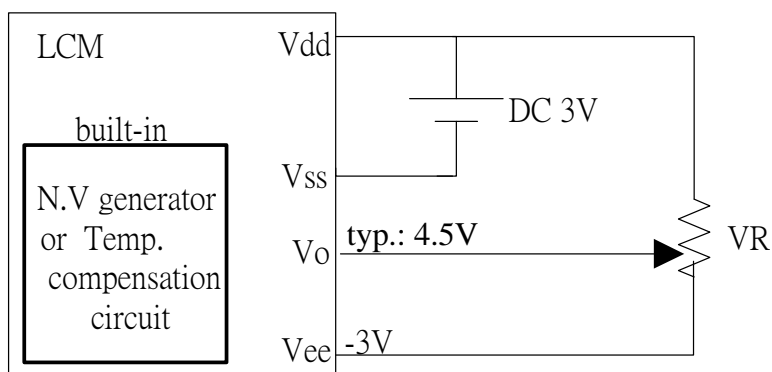 LCM
Vdd
DC 3V
built-in
Vss
N.V generator
or Temp.
compensation
circuit
typ.: 4.5V
Vo
VR
Vee
-3V